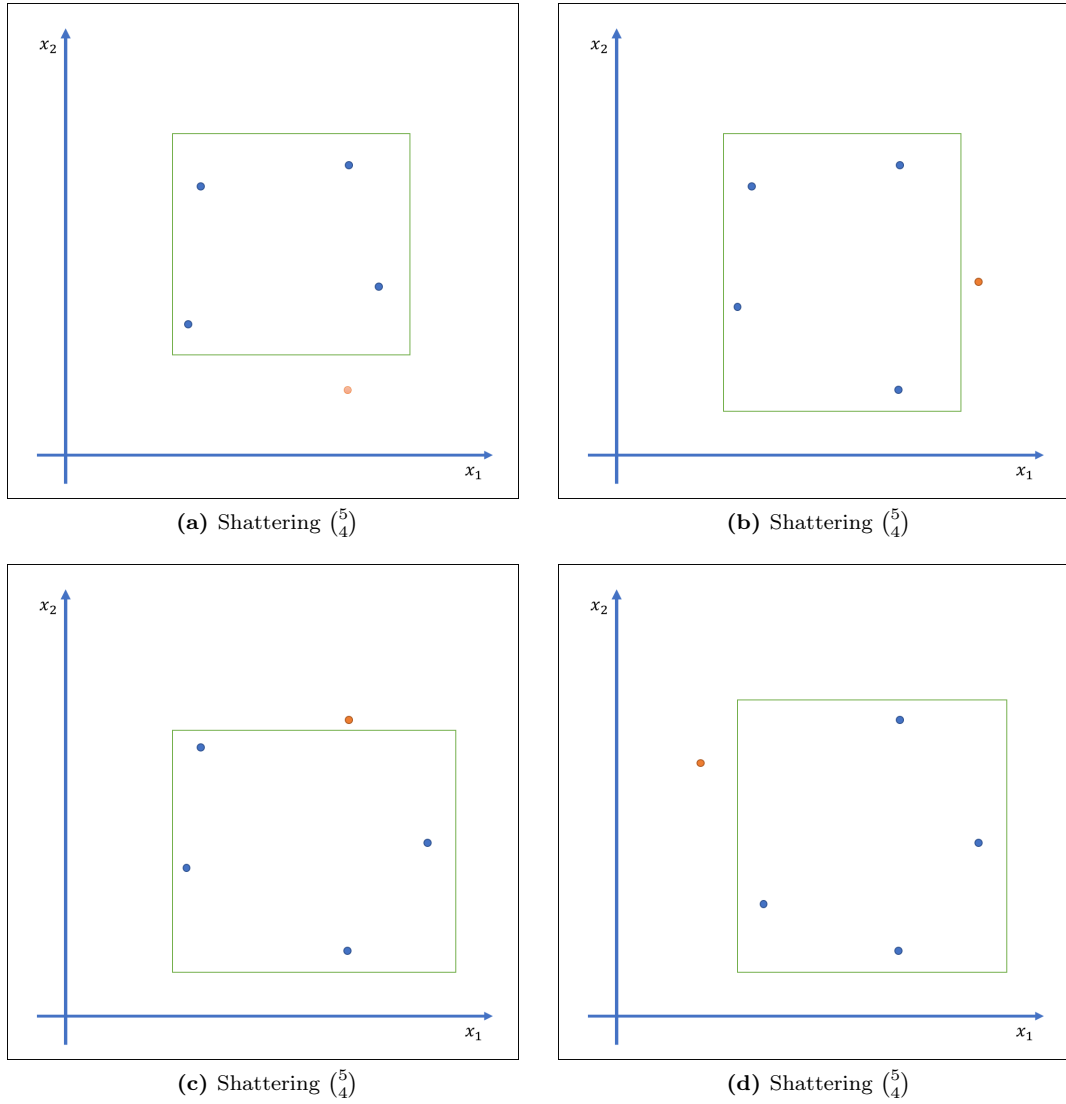 x₂
x₁
(a) Shattering (5 4)
x₂
x₁
(b) Shattering (5 4)
x₂
x₁
(c) Shattering (5 4)
x₂
x₁
(d) Shattering (5 4)